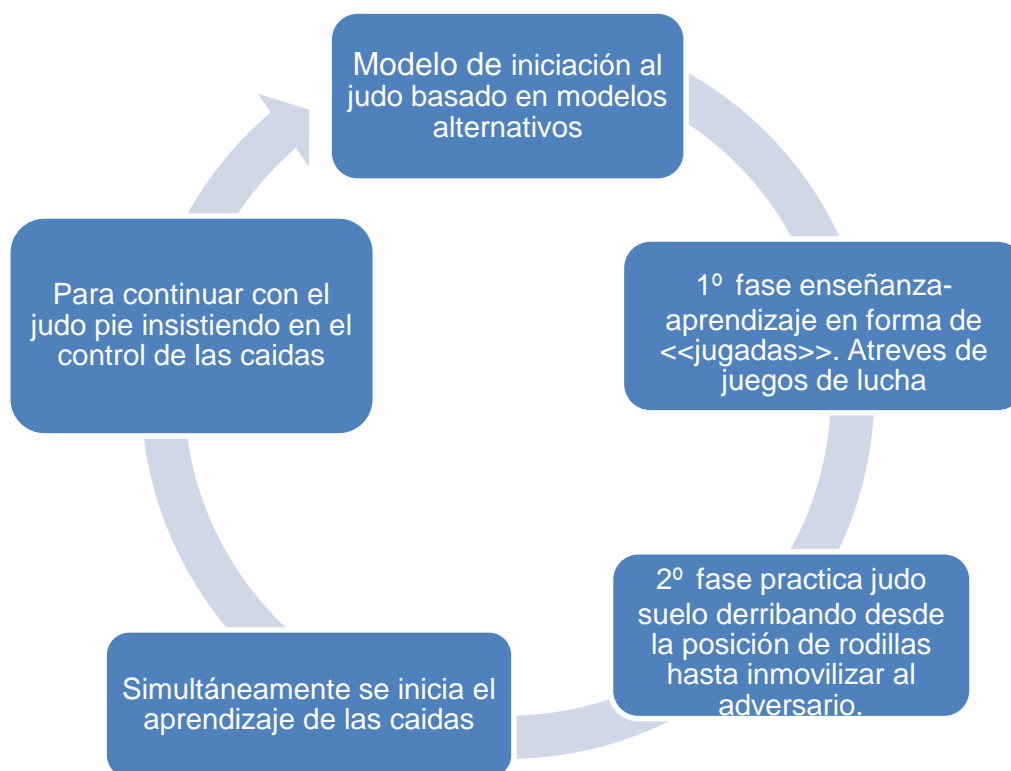 Modelo de iniciación al
judo basado en modelos
alternativos
1º fase enseñanza-
aprendizaje en forma de
<<jugadas>>. Atreves de
juegos de lucha
2º fase practica judo
suelo derribando desde
la posición de rodillas
hasta inmovilizar al
adversario.
Simultáneamente se inicia el
aprendizaje de las caidas
Para continuar con el
judo pie insistiendo en el
control de las caidas